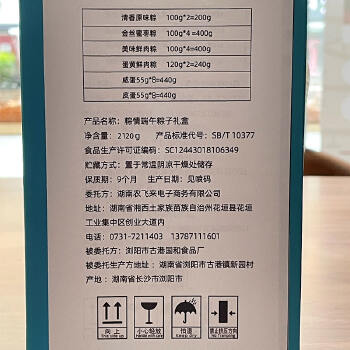 清香原味粽 100g*2=200g
金丝蜜枣粽 100g*4=400g
美味鲜肉粽 100g*4=400g
蛋黄鲜肉粽 120g*2=240g
咸蛋55g*8=440g
皮蛋55g*8=440g
产品名称：粽情端午粽子礼盒
净含量：2120g 产品标准代号：SB/T 10377
食品生产许可证编码：SC12443018106349
贮藏方式：置于常温阴凉干燥处储存
保质期：9个月 生产日期：见喷码
委托方：湖南农飞来电子商务有限公司
地址：湖南省湘西土家族苗族自治州花垣县花垣
工业集中区创业大道内
电话：0731-7211403 13787111601
被委托方：浏阳市古港国和食品厂
被委托生产方地址：湖南省浏阳市古港镇新园村
产地：湖南省长沙市浏阳市
向上
小心轻放
怕湿
禁止挤压方向